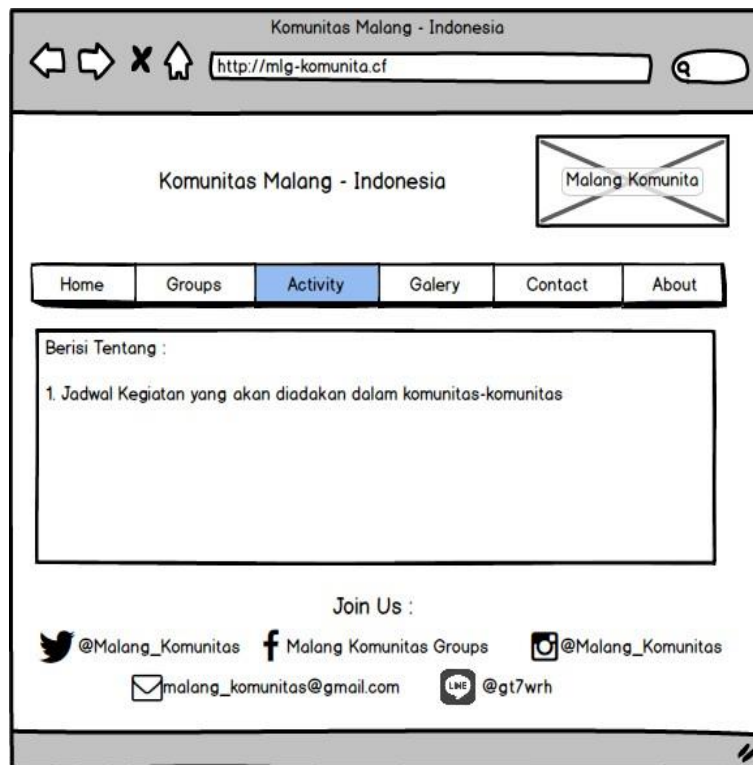 Komunitas Malang - Indonesia
http://mlg-komunita.cf
Komunitas Malang - Indonesia
Malang Komunita
Home Groups Activity Galery Contact About
Berisi Tentang :
1. Jadwal Kegiatan yang akan diadakan dalam komunitas-komunitas
Join Us :
@Malang_Komunitas Malang Komunitas Groups @Malang_Komunitas
malang_komunitas@gmail.com LINE @gt7wrh